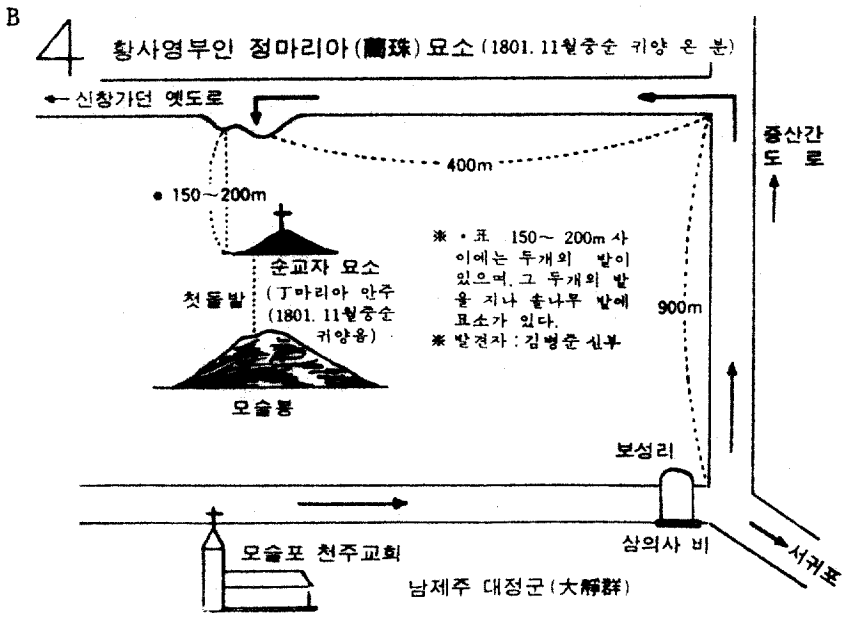 B
4 황사영부인 정마리아(蘭珠)묘소(1801. 11월중순 귀양 온 분)
←신창가던 옛도로
중산간
도 로
400m
• 150~200m
※ • 표 150~ 200m 사
이에는 두개의 밭이
있으며, 그 두개의 밭
을 지나 솔나무 밭에
묘소가 있다.
※ 발견자 : 김병준 신부
900m
순교자 묘소
첫돌밭
(丁마리아 란주
(1801. 11월중순
귀양옴)
모슬봉
보성리
삼의사 비
서귀포
모슬포 천주교회
남제주 대정군(大靜群)